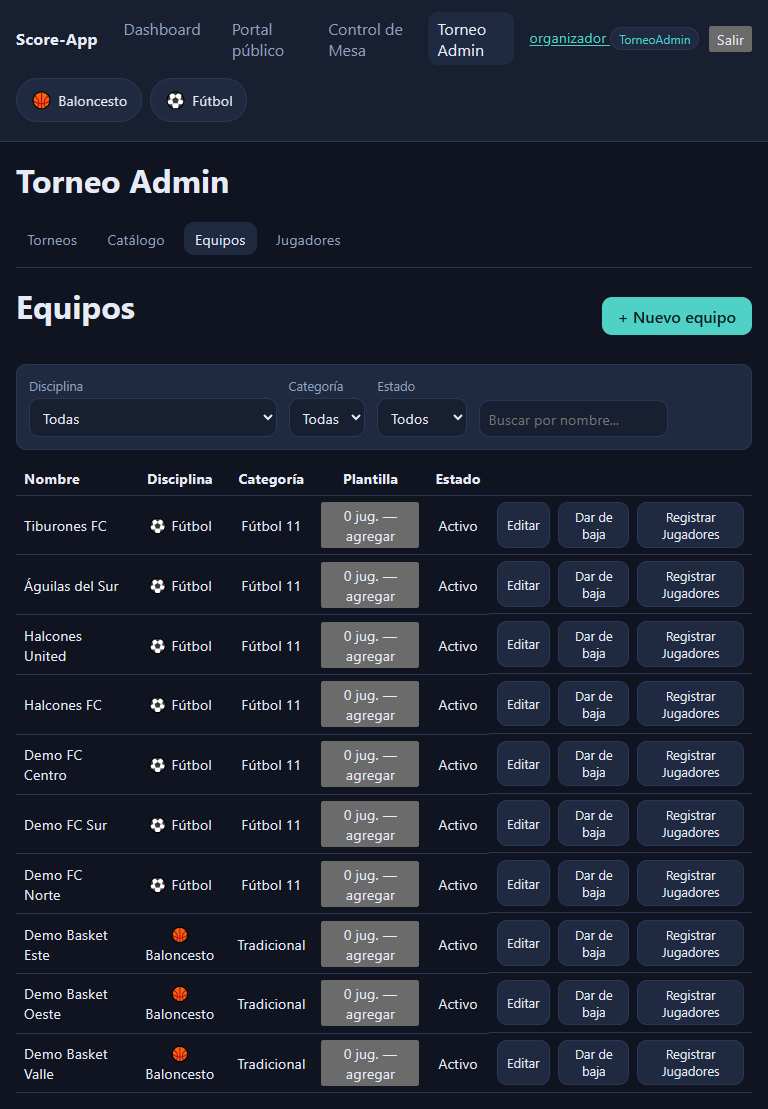 Score-App
Dashboard
Portal
público
Control de
Mesa
Torneo
Admin
organizador
TorneoAdmin
Salir
Baloncesto
Fútbol
Torneo Admin
Torneos
Catálogo
Equipos
Jugadores
Equipos
+ Nuevo equipo
Disciplina
Categoría
Estado
Todas
Todas
Todos
Buscar por nombre...
Nombre Disciplina Categoría Plantilla Estado
Tiburones FC
Fútbol
Fútbol 11
0 jug. —
agregar
Activo
Editar
Dar de
baja
Registrar
Jugadores
Águilas del Sur
Fútbol
Fútbol 11
0 jug. —
agregar
Activo
Editar
Dar de
baja
Registrar
Jugadores
Halcones
United
Fútbol
Fútbol 11
0 jug. —
agregar
Activo
Editar
Dar de
baja
Registrar
Jugadores
Halcones FC
Fútbol
Fútbol 11
0 jug. —
agregar
Activo
Editar
Dar de
baja
Registrar
Jugadores
Demo FC
Centro
Fútbol
Fútbol 11
0 jug. —
agregar
Activo
Editar
Dar de
baja
Registrar
Jugadores
Demo FC Sur
Fútbol
Fútbol 11
0 jug. —
agregar
Activo
Editar
Dar de
baja
Registrar
Jugadores
Demo FC
Norte
Fútbol
Fútbol 11
0 jug. —
agregar
Activo
Editar
Dar de
baja
Registrar
Jugadores
Demo Basket
Este
Baloncesto
Tradicional
0 jug. —
agregar
Activo
Editar
Dar de
baja
Registrar
Jugadores
Demo Basket
Oeste
Baloncesto
Tradicional
0 jug. —
agregar
Activo
Editar
Dar de
baja
Registrar
Jugadores
Demo Basket
Valle
Baloncesto
Tradicional
0 jug. —
agregar
Activo
Editar
Dar de
baja
Registrar
Jugadores